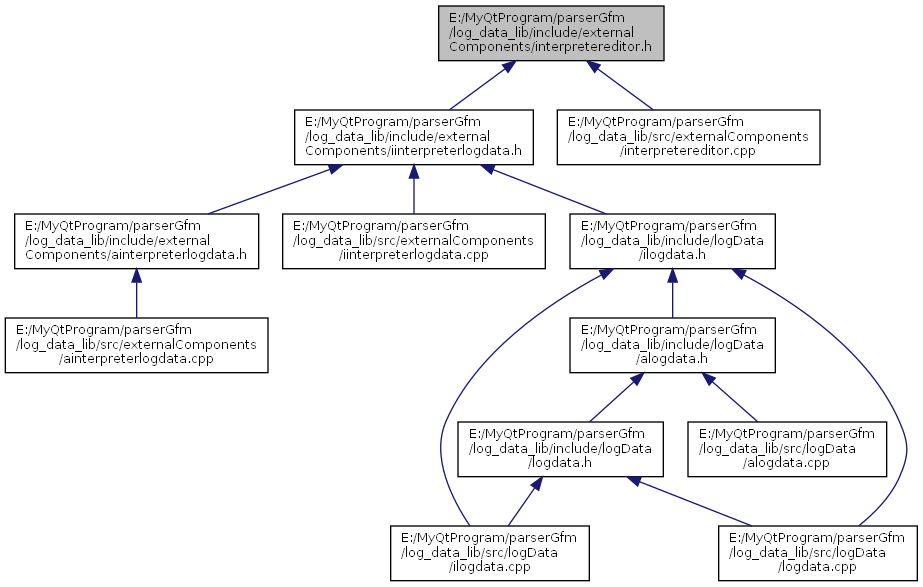 E:/MyQtProgram/parserGfm
/log_data_lib/include/external
Components/interpretereditor.h
E:/MyQtProgram/parserGfm
/log_data_lib/include/external
Components/iinterpreterlogdata.h
E:/MyQtProgram/parserGfm
/log_data_lib/src/externalComponents
/interpretereditor.cpp
E:/MyQtProgram/parserGfm
/log_data_lib/include/external
Components/ainterpreterlogdata.h
E:/MyQtProgram/parserGfm
/log_data_lib/src/externalComponents
/iinterpreterlogdata.cpp
E:/MyQtProgram/parserGfm
/log_data_lib/include/logData
/ilogdata.h
E:/MyQtProgram/parserGfm
/log_data_lib/src/externalComponents
/ainterpreterlogdata.cpp
E:/MyQtProgram/parserGfm
/log_data_lib/include/logData
/alogdata.h
E:/MyQtProgram/parserGfm
/log_data_lib/include/logData
/logdata.h
E:/MyQtProgram/parserGfm
/log_data_lib/src/logData
/alogdata.cpp
E:/MyQtProgram/parserGfm
/log_data_lib/src/logData
/ilogdata.cpp
E:/MyQtProgram/parserGfm
/log_data_lib/src/logData
/logdata.cpp